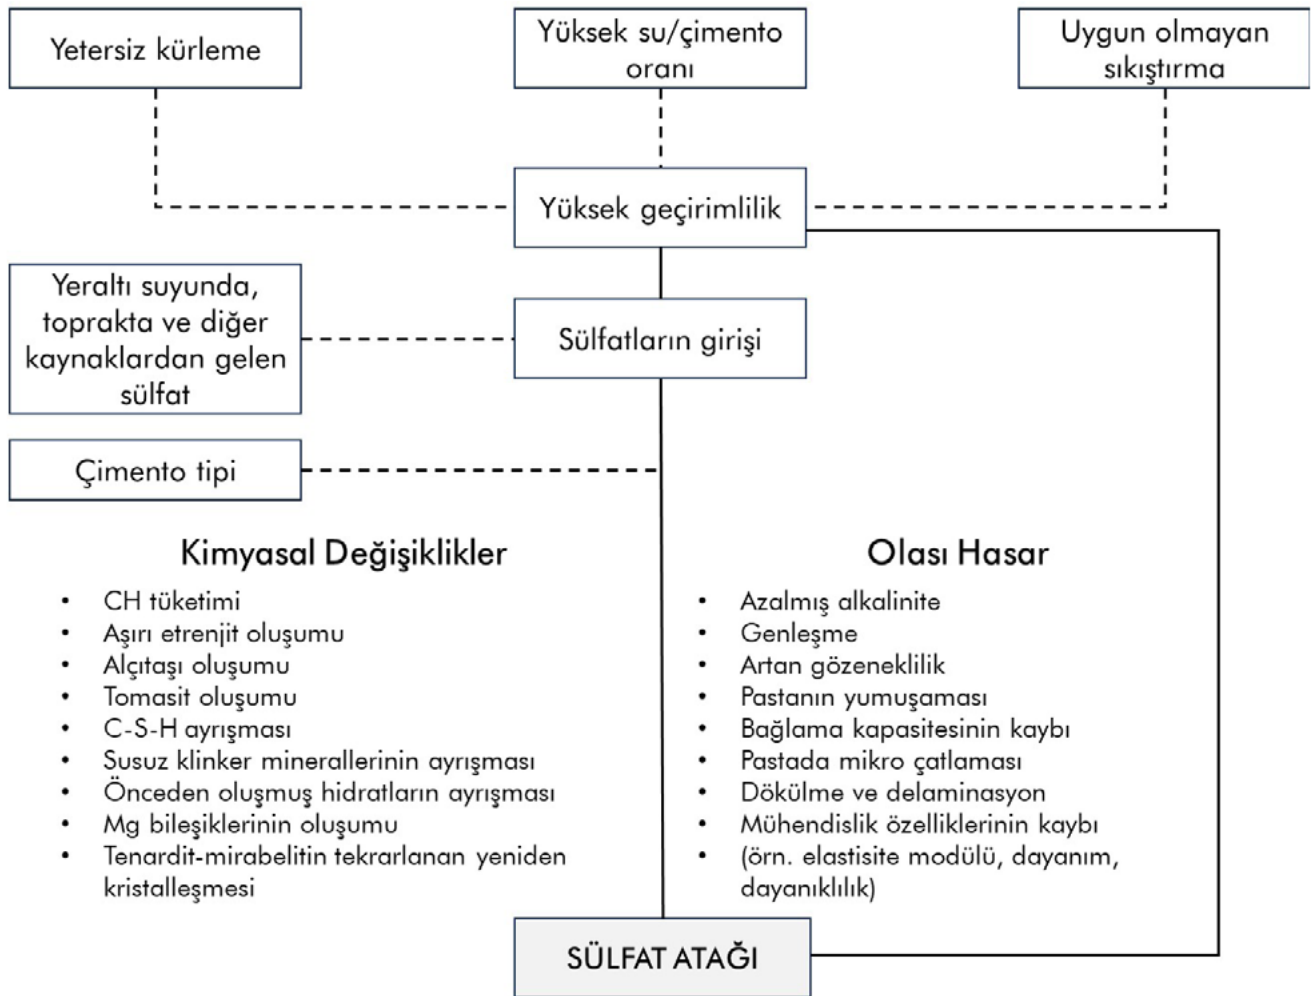 Yetersiz kürleme
Yüksek su/çimento
oranı
Uygun olmayan
sıkıştırma
Yüksek geçirimlilik
Yeraltı suyunda,
toprakta ve diğer
kaynaklardan gelen
sülfat
Sülfatların girişi
Çimento tipi
Kimyasal Değişiklikler
• CH tüketimi
• Aşırı etrenjit oluşumu
• Alçıtaşı oluşumu
• Tomasit oluşumu
• C-S-H ayrışması
• Susuz klinker minerallerinin ayrışması
• Önceden oluşmuş hidratların ayrışması
• Mg bileşiklerinin oluşumu
• Tenardit-mirabelitin tekrarlanan yeniden
kristalleşmesi
Olası Hasar
• Azalmış alkalinite
• Genleşme
• Artan gözeneklilik
• Pastanın yumuşaması
• Bağlama kapasitesinin kaybı
• Pastada mikro çatlaması
• Dökülme ve delaminasyon
• Mühendislik özelliklerinin kaybı
• (örn. elastisite modülü, dayanım,
dayanıklılık)
SÜLFAT ATAĞI